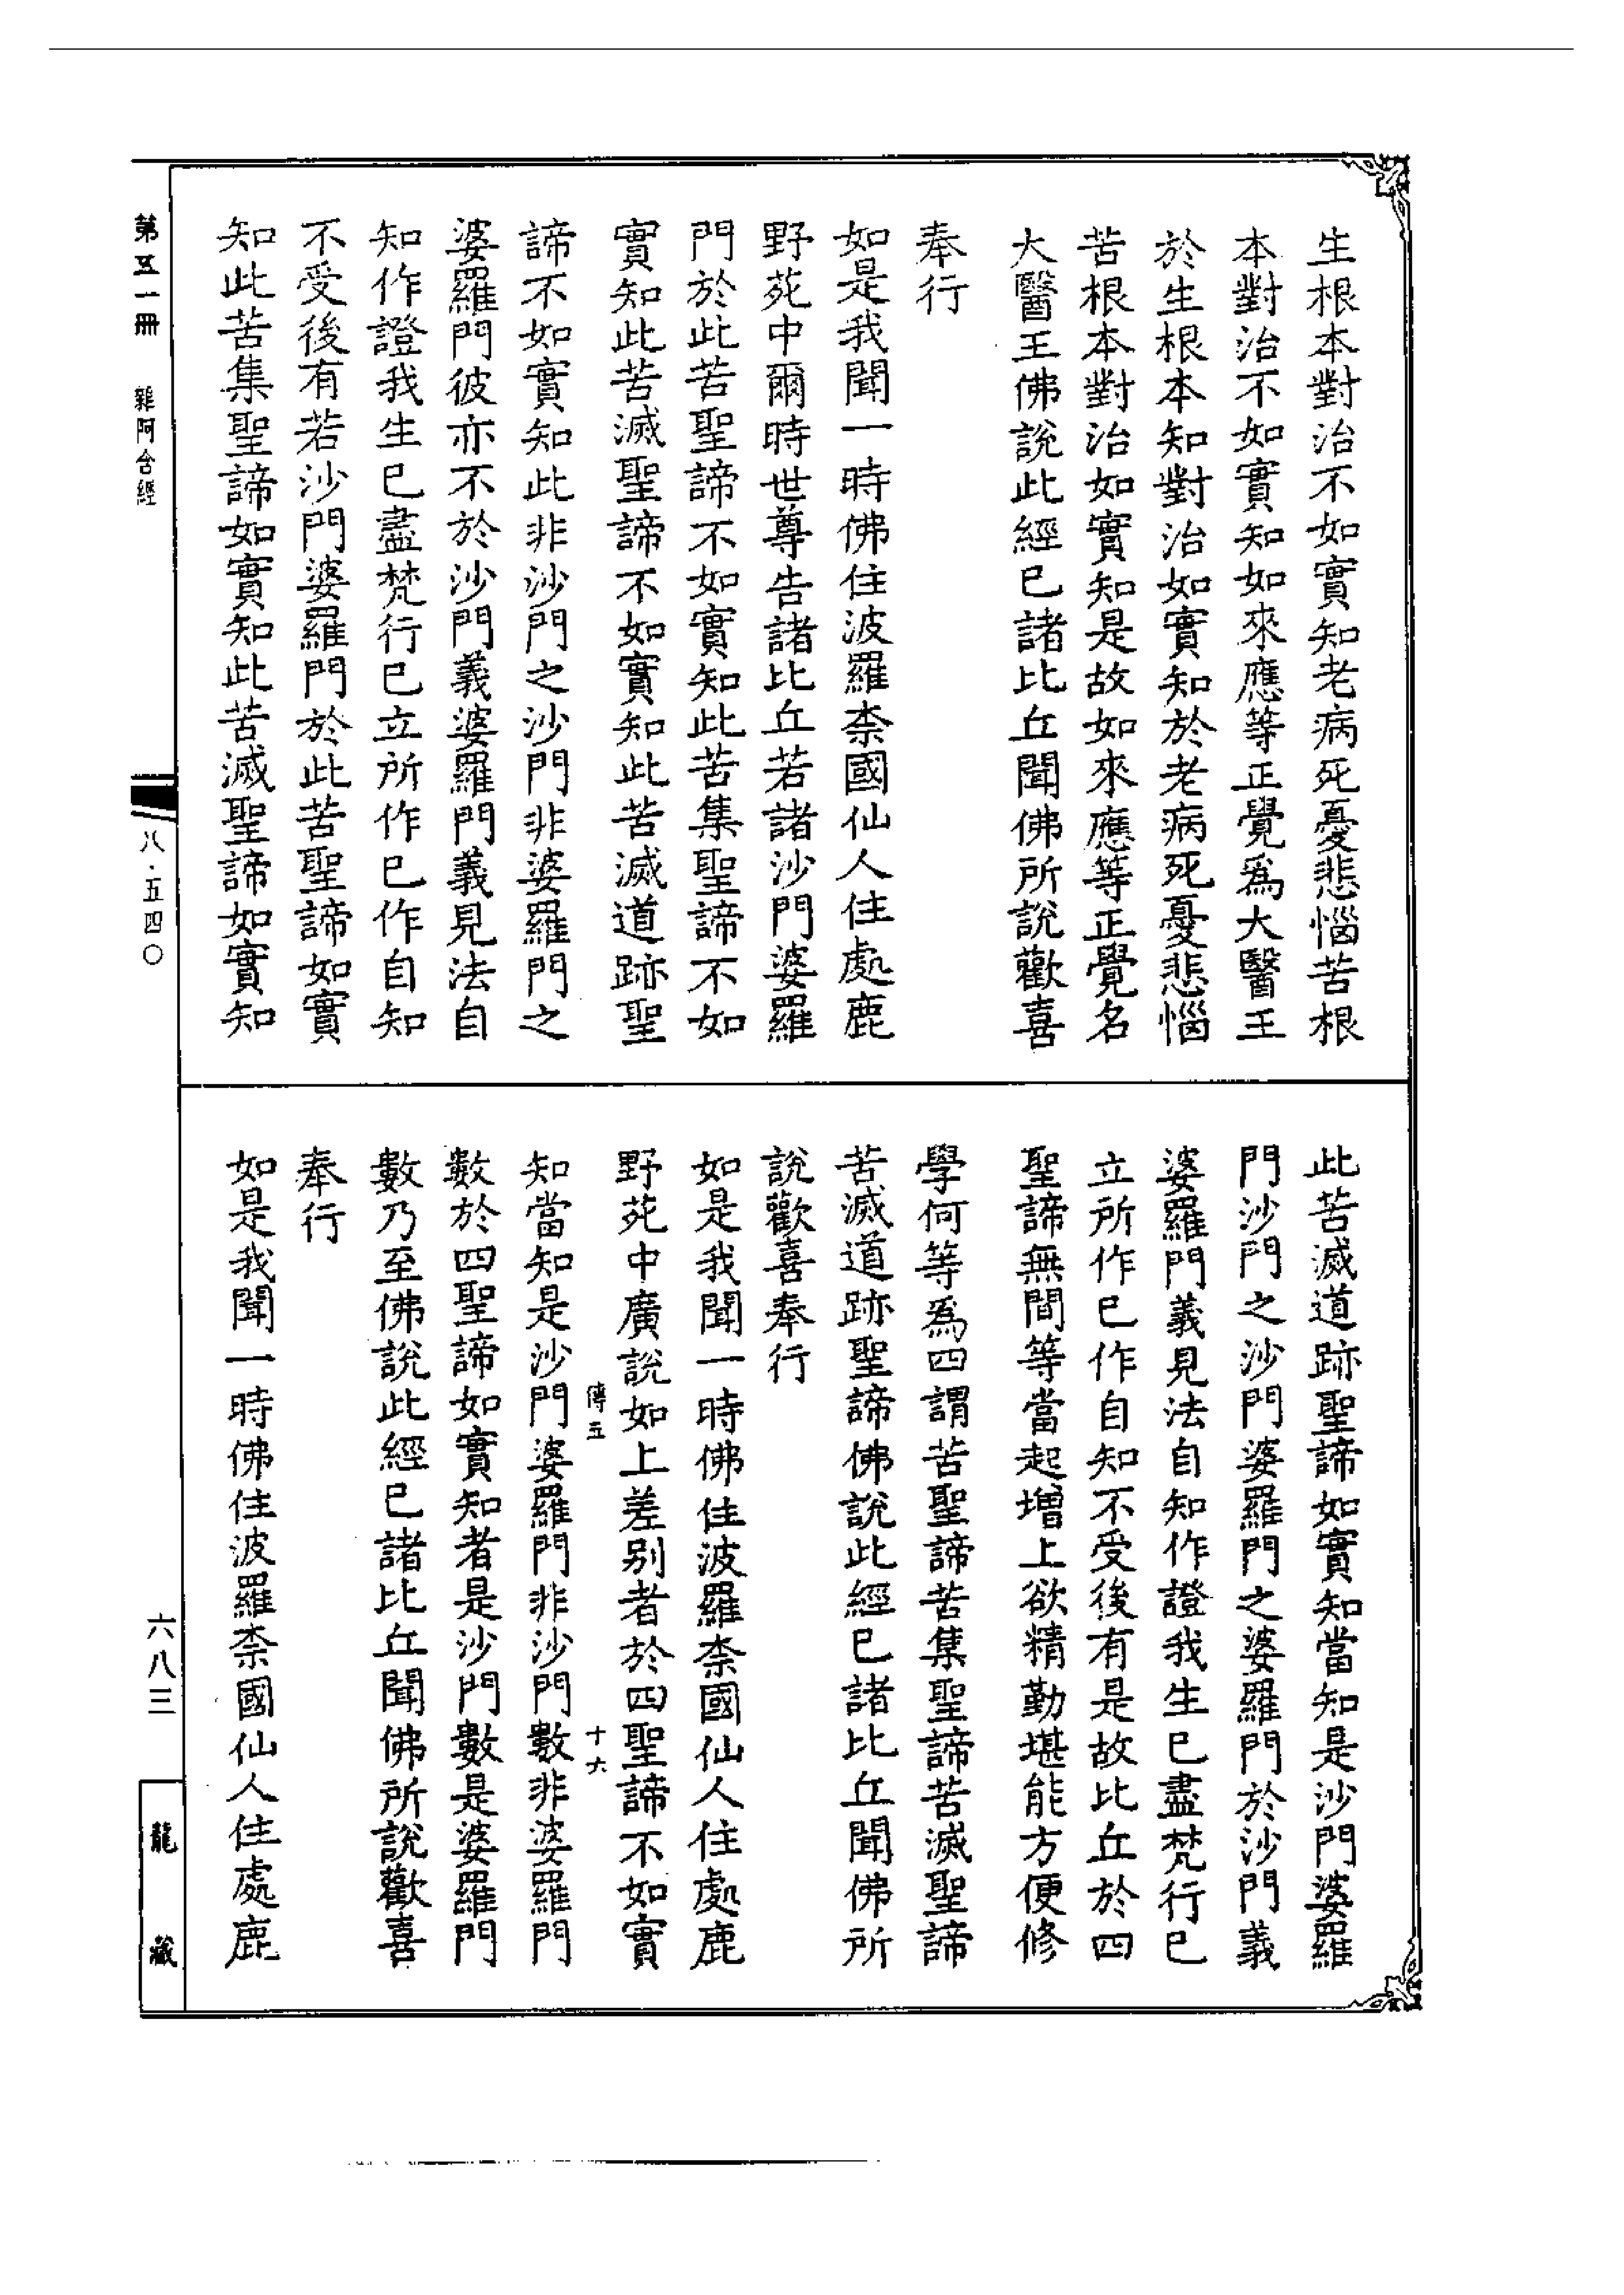 生根本對治不如實知老病死憂悲惱苦根
本對治不如實知如來應等正覺為大醫王
於生根本知對治如實知於老病死憂悲惱
苦根本對治如實知是故如來應等正覺名
大醫王佛說此經已諸比丘聞佛所說歡喜
奉行
如是我聞一時佛住波羅柰國仙人住處鹿
野苑中爾時世尊告諸比丘若諸沙門婆羅
門於此苦聖諦不如實知此苦集聖諦不如
實知此苦滅聖諦不如實知此苦滅道跡聖
諦不如實知此非沙門之沙門非婆羅門之
婆羅門彼亦不於沙門義婆羅門義見法自
知作證我生已盡梵行已立所作已作自知
不受後有若沙門婆羅門於此苦聖諦如實
知此苦集聖諦如實知此苦滅聖諦如實知
此苦滅道跡聖諦如實知當知是沙門婆羅
門沙門之沙門婆羅門之婆羅門於沙門義
婆羅門義見法自知作證我生已盡梵行已
立所作已作自知不受後有是故比丘於四
聖諦無間等當起增上欲精勤堪能方便修
學何等為四謂苦聖諦苦集聖諦苦滅聖諦
苦滅道跡聖諦佛說此經已諸比丘聞佛所
說歡喜奉行
如是我聞一時佛住波羅柰國仙人住處鹿
野苑中廣說如上差別者於四聖諦不如實
傳五 十六
知當知是沙門婆羅門非沙門數非婆羅門
數於四聖諦如實知者是沙門數是婆羅門
數乃至佛說此經已諸比丘聞佛所說歡喜
奉行
如是我聞一時佛住波羅柰國仙人住處鹿
第五一冊 雜阿含經 八·五四〇
六八三
龍藏